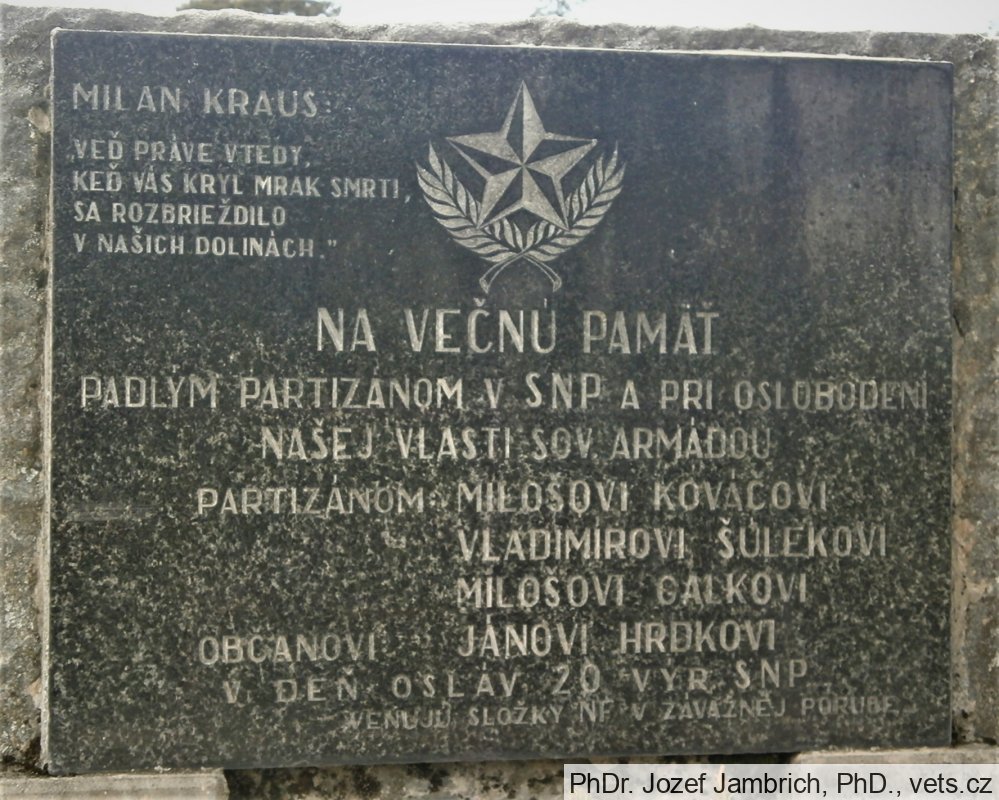 MILAN KRAUS:
„VEĎ PRÁVE VTEDY,
KEĎ VÁS KRYL MRAK SMRTI,
SA ROZBRIEŽDILO
V NAŠICH DOLINÁCH."
NA VEČNÚ PAMÄŤ
PADLÝM PARTIZÁNOM V SNP A PRI OSLOBODENÍ
NAŠEJ VLASTI SOV. ARMÁDOU
PARTIZÁNOM: MILOŠOVI KOVÁČOVI
VLADIMÍROVI ŠÚLEKOVI
MILOŠOVI GALKOVI
OBČANOVI: JÁNOVI HRDKOVI
V DEŇ OSLÁV 20 VÝR. SNP
VENUJÚ SLOŽKY NF V ZÁVAŽNEJ PORUBE.
PhDr. Jozef Jambrich, PhD., vets.cz